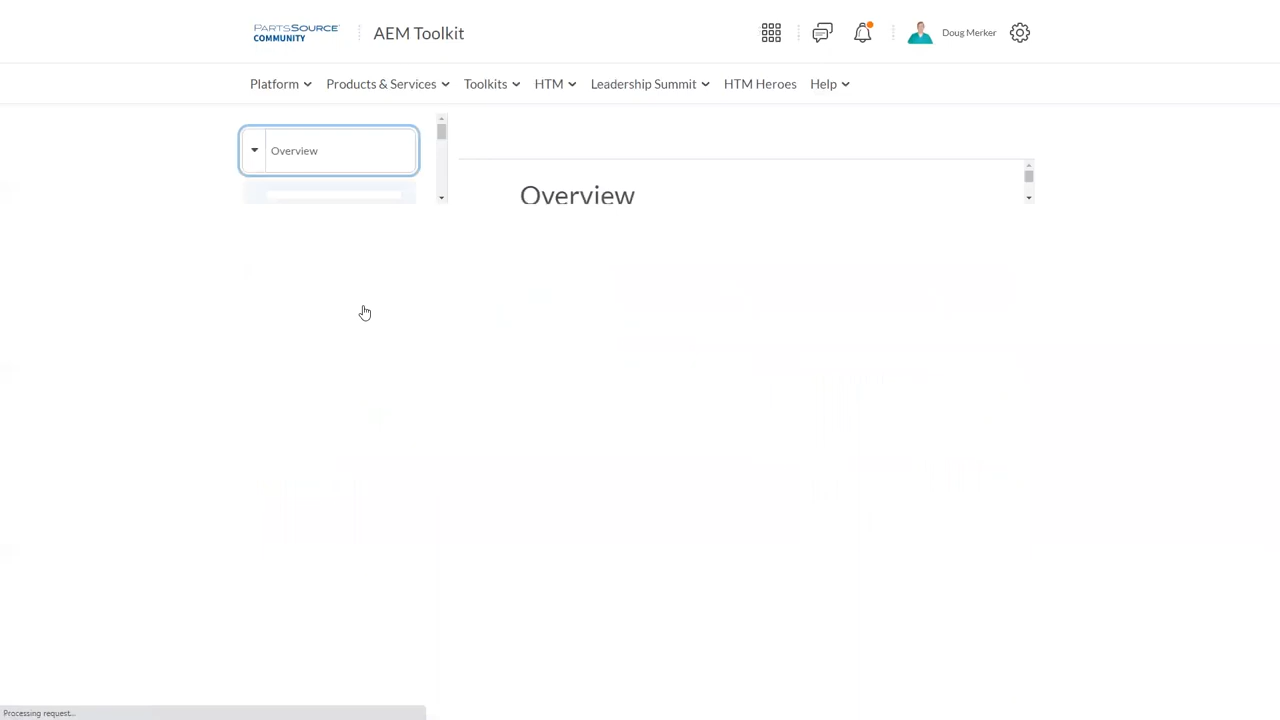 PARTSSOURCE
COMMUNITY
AEM Toolkit
Doug Merker
Platform
Products & Services
Toolkits
HTM
Leadership Summit
HTM Heroes
Help
Overview
Overview
Processing request...